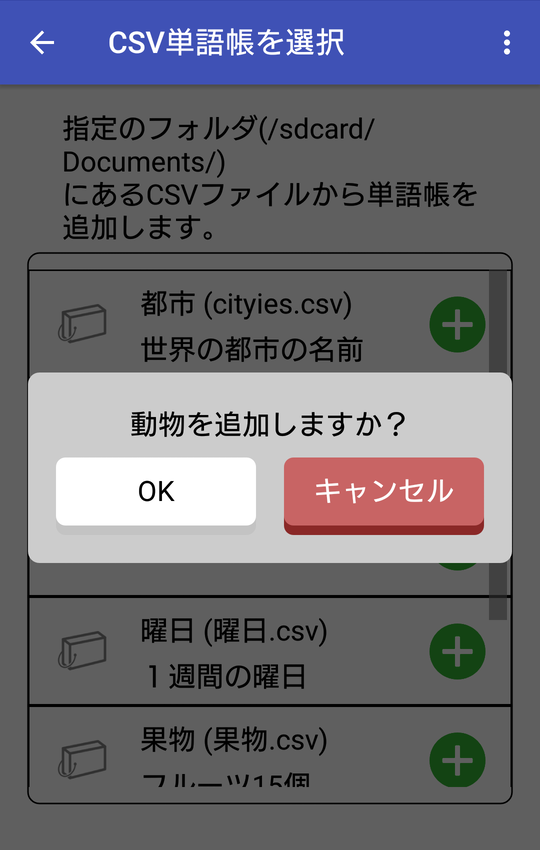 CSV単語帳を選択
指定のフォルダ(/sdcard/
Documents/)
にあるCSVファイルから単語帳を
追加します。
都市 (cityies.csv)
世界の都市の名前
動物を追加しますか？
OK
キャンセル
曜日 (曜日.csv)
１週間の曜日
果物 (果物.csv)
フルーツ15個